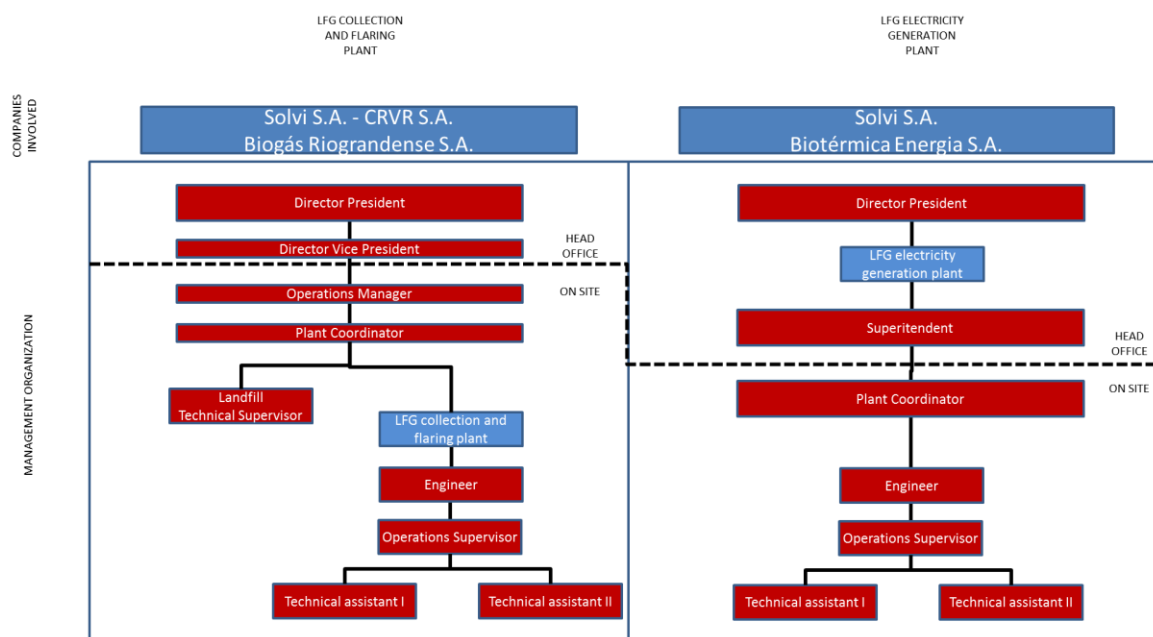 LFG COLLECTION
AND FLARING
PLANT
LFG ELECTRICITY
GENERATION
PLANT
COMPANIES
INVOLVED
Solvi S.A. - CRVR S.A.
Biogás Riograndense S.A.
Solvi S.A.
Biotérmica Energia S.A.
MANAGEMENT ORGANIZATION
Director President
Director Vice President
HEAD
OFFICE
ON SITE
Operations Manager
Plant Coordinator
Landfill
Technical Supervisor
LFG collection and
flaring plant
Engineer
Operations Supervisor
Technical assistant I
Technical assistant II
Director President
LFG electricity
generation plant
Superitendent
HEAD
OFFICE
ON SITE
Plant Coordinator
Engineer
Operations Supervisor
Technical assistant I
Technical assistant II